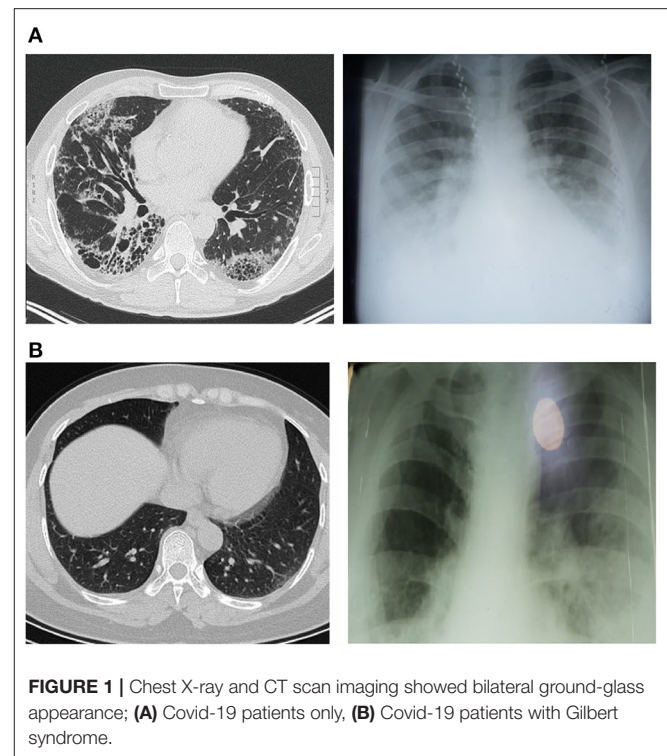 A
B
FIGURE 1 | Chest X-ray and CT scan imaging showed bilateral ground-glass
appearance; (A) Covid-19 patients only, (B) Covid-19 patients with Gilbert
syndrome.